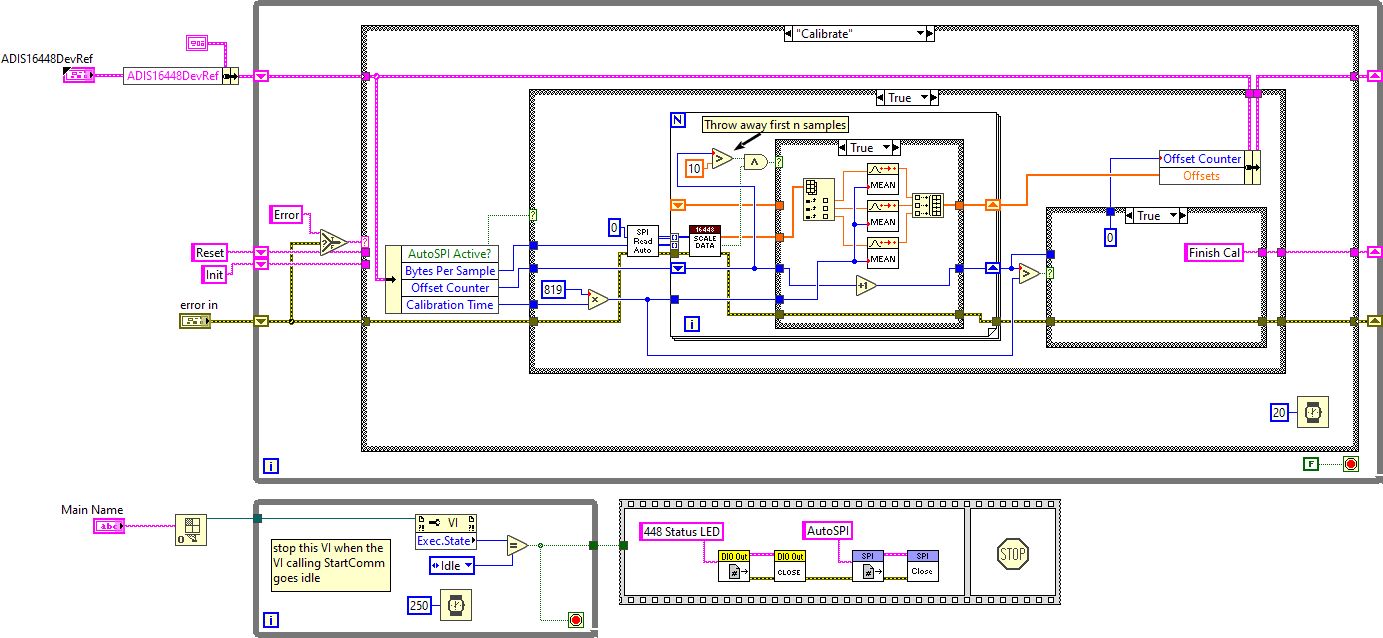 "Calibrate"
ADIS16448DevRef
ADIS16448DevRef
True
N
Throw away first n samples
True
>
10
∧
?
MEAN
MEAN
MEAN
+1
Offset Counter
Offsets
0
True
Finish Cal
>
?
Error
Reset
Init
?
T
F
?
error in
AutoSPI Active?
Bytes Per Sample
Offset Counter
Calibration Time
?
819
×
0
SPI
Read
Auto
16448
SCALE
DATA
i
20
F
i
Main Name
abc
0
stop this VI when the
VI calling StartComm
goes idle
VI
Exec.State
Idle
=
250
i
448 Status LED
DIO Out
#
DIO Out
CLOSE
AutoSPI
SPI
#
SPI
Close
STOP